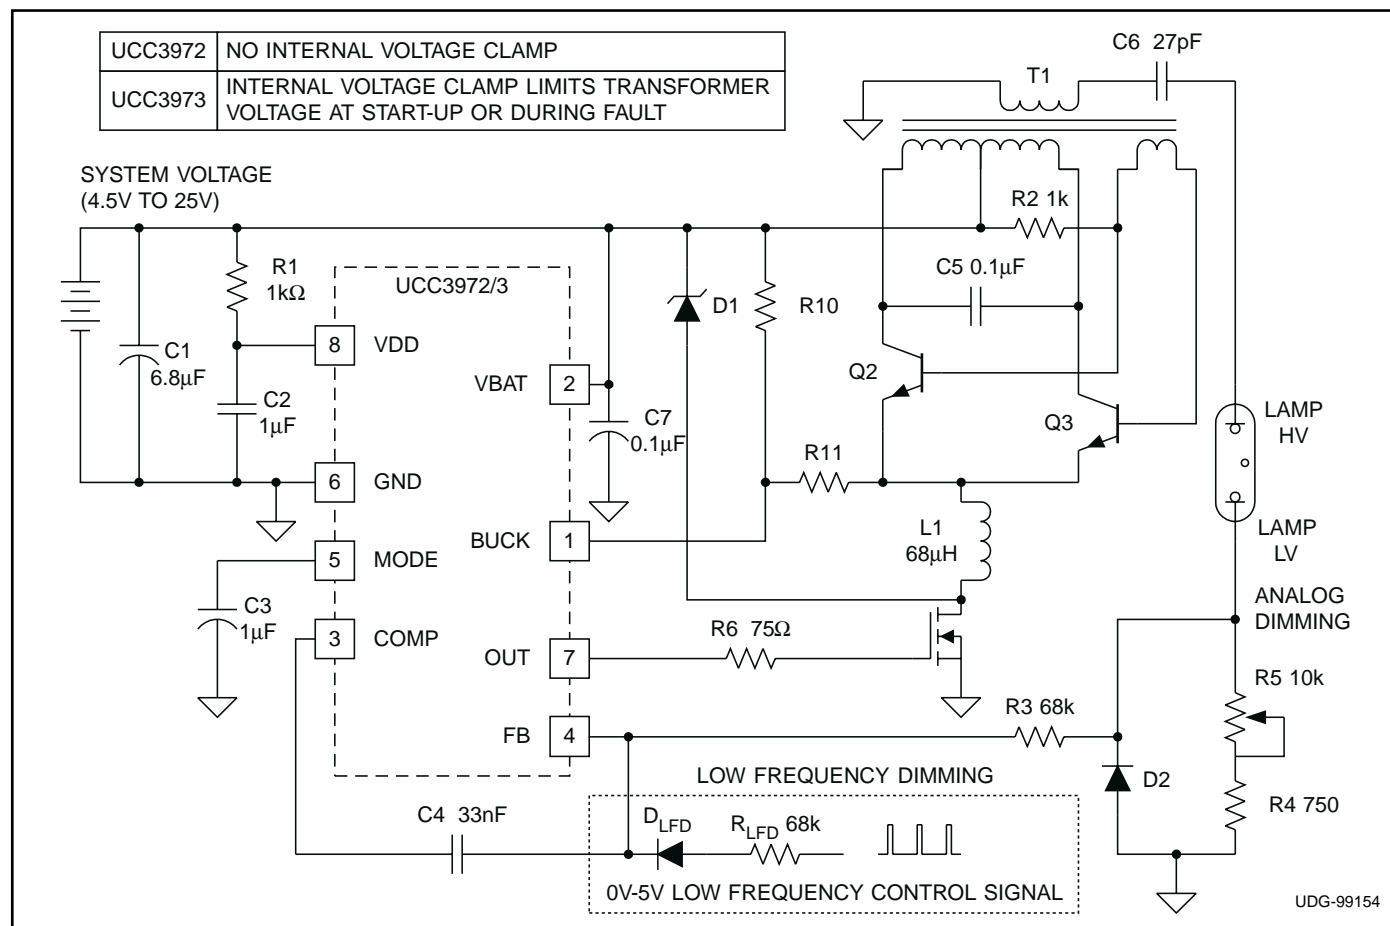 UCC3972 NO INTERNAL VOLTAGE CLAMP
UCC3973 INTERNAL VOLTAGE CLAMP LIMITS TRANSFORMER
VOLTAGE AT START-UP OR DURING FAULT
C6 27pF
T1
SYSTEM VOLTAGE
(4.5V TO 25V)
R2 1k
R1
1kΩ
UCC3972/3
C5 0.1µF
D1
R10
C1
6.8µF
8
VDD
VBAT
2
Q2
C2
1µF
C7
0.1µF
Q3
LAMP
HV
R11
6
GND
L1
68µH
BUCK
1
LAMP
LV
5
MODE
ANALOG
DIMMING
C3
1µF
3
COMP
R6 75Ω
OUT
7
R5 10k
R3 68k
FB
4
LOW FREQUENCY DIMMING
D2
R4 750
C4 33nF
DLFD
RLFD 68k
0V-5V LOW FREQUENCY CONTROL SIGNAL
UDG-99154